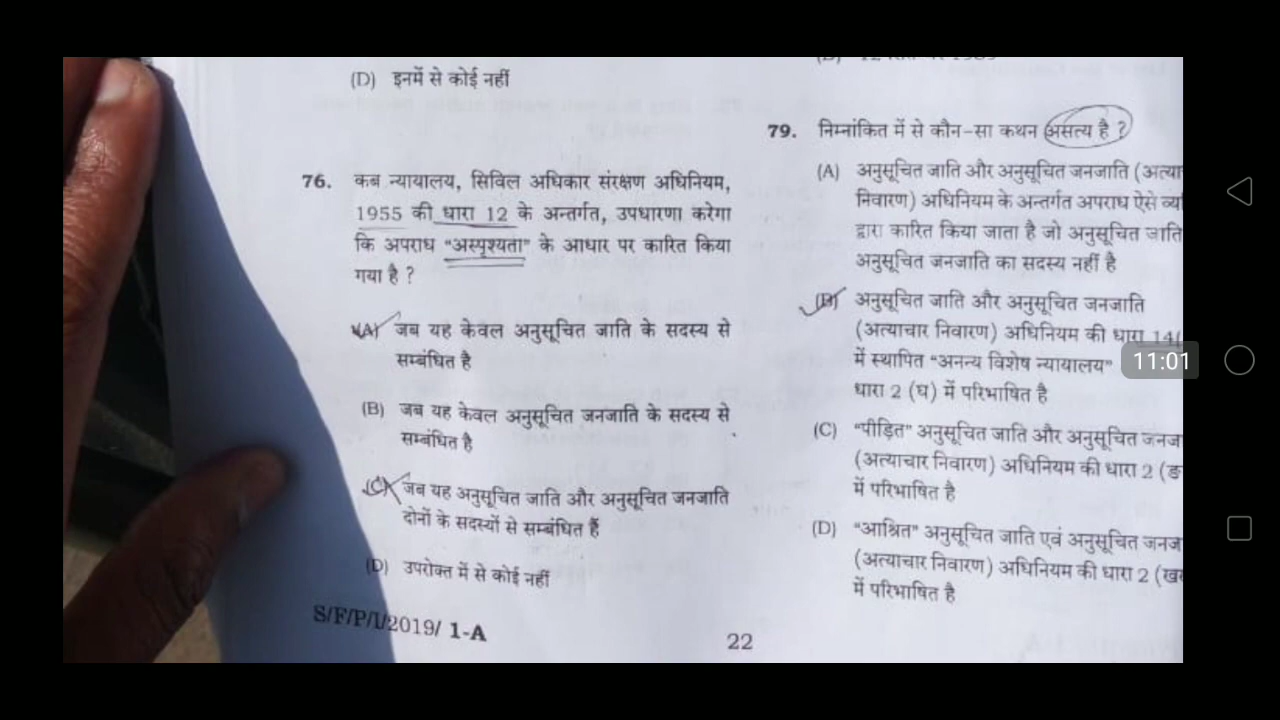 (D) इनमें से कोई नहीं
76. कब न्यायालय, सिविल अधिकार संरक्षण अधिनियम,
1955 की धारा 12 के अन्तर्गत, उपधारणा करेगा
कि अपराध “अस्पृश्यता” के आधार पर कारित किया
गया है ?
(A) जब यह केवल अनुसूचित जाति के सदस्य से
सम्बंधित है
(B) जब यह केवल अनुसूचित जनजाति के सदस्य से
सम्बंधित है
(C) जब यह अनुसूचित जाति और अनुसूचित जनजाति
दोनों के सदस्यों से सम्बंधित हैं
(D) उपरोक्त में से कोई नहीं
S/F/P/I/2019/ 1-A
22
79. निम्नांकित में से कौन-सा कथन असत्य है ?
(A) अनुसूचित जाति और अनुसूचित जनजाति (अत्या
निवारण) अधिनियम के अन्तर्गत अपराध ऐसे व्य
द्वारा कारित किया जाता है जो अनुसूचित जाति
अनुसूचित जनजाति का सदस्य नहीं है
(B) अनुसूचित जाति और अनुसूचित जनजाति
(अत्याचार निवारण) अधिनियम की धारा 14(
में स्थापित “अनन्य विशेष न्यायालय”
धारा 2 (घ) में परिभाषित है
(C) “पीड़ित” अनुसूचित जाति और अनुसूचित जनज
(अत्याचार निवारण) अधिनियम की धारा 2 (ङ
में परिभाषित है
(D) “आश्रित” अनुसूचित जाति एवं अनुसूचित जनज
(अत्याचार निवारण) अधिनियम की धारा 2 (ख
में परिभाषित है
11:01